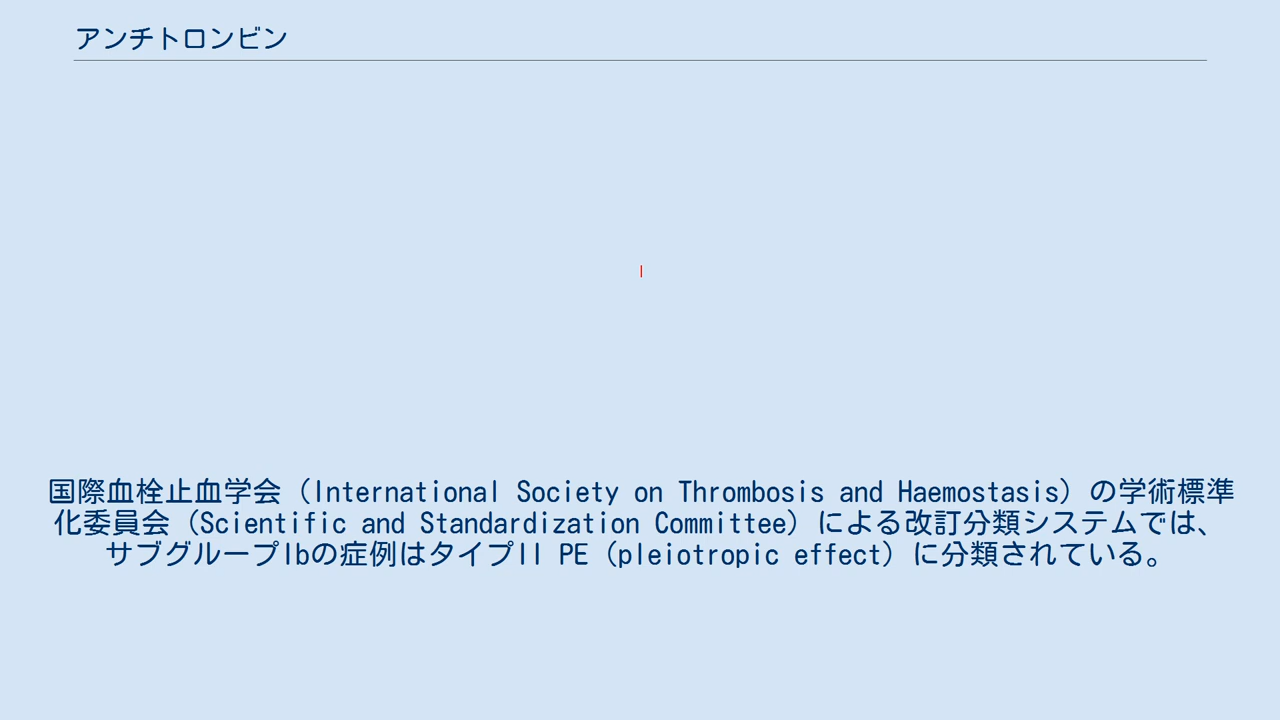 アンチトロンビン
国際血栓止血学会（International Society on Thrombosis and Haemostasis）の学術標準
化委員会（Scientific and Standardization Committee）による改訂分類システムでは、
サブグループIbの症例はタイプII PE（pleiotropic effect）に分類されている。